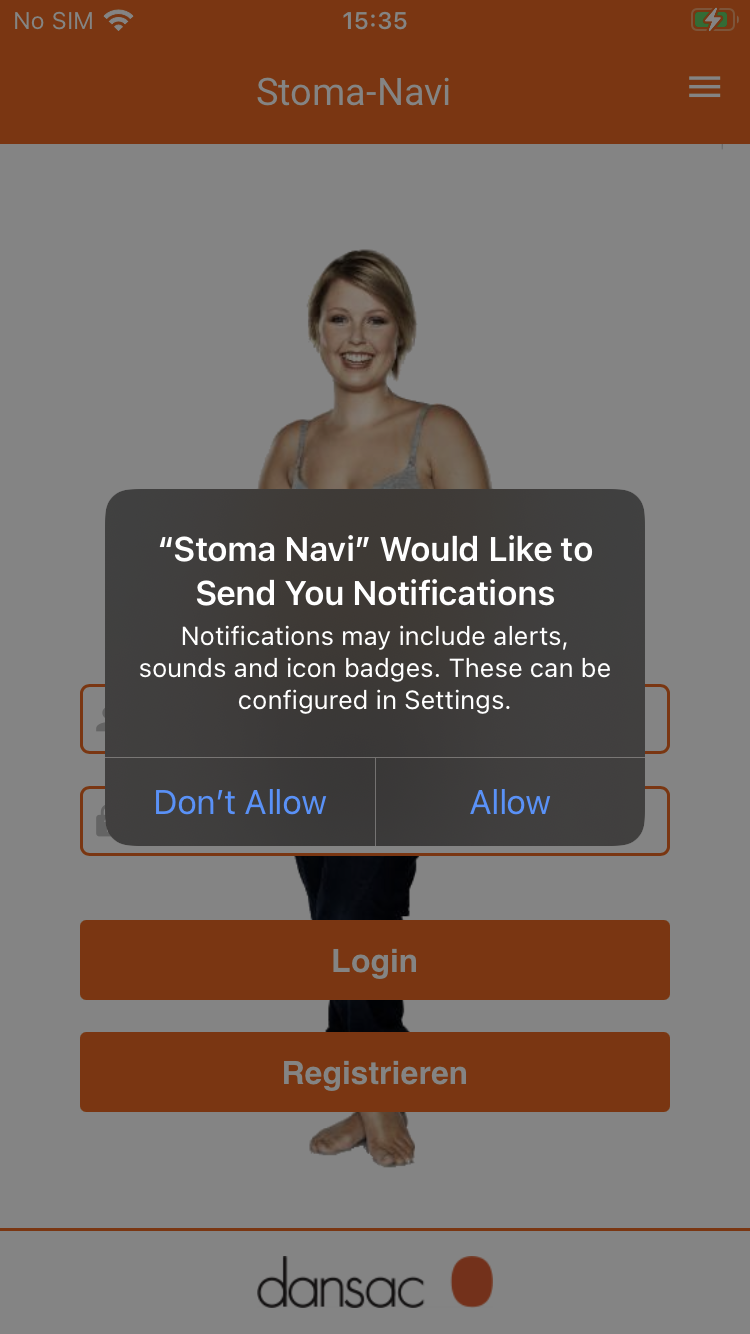 No SIM 15:35
Stoma-Navi
“Stoma Navi” Would Like to
Send You Notifications
Notifications may include alerts,
sounds and icon badges. These can be
configured in Settings.
Don’t Allow Allow
Login
Registrieren
dansac